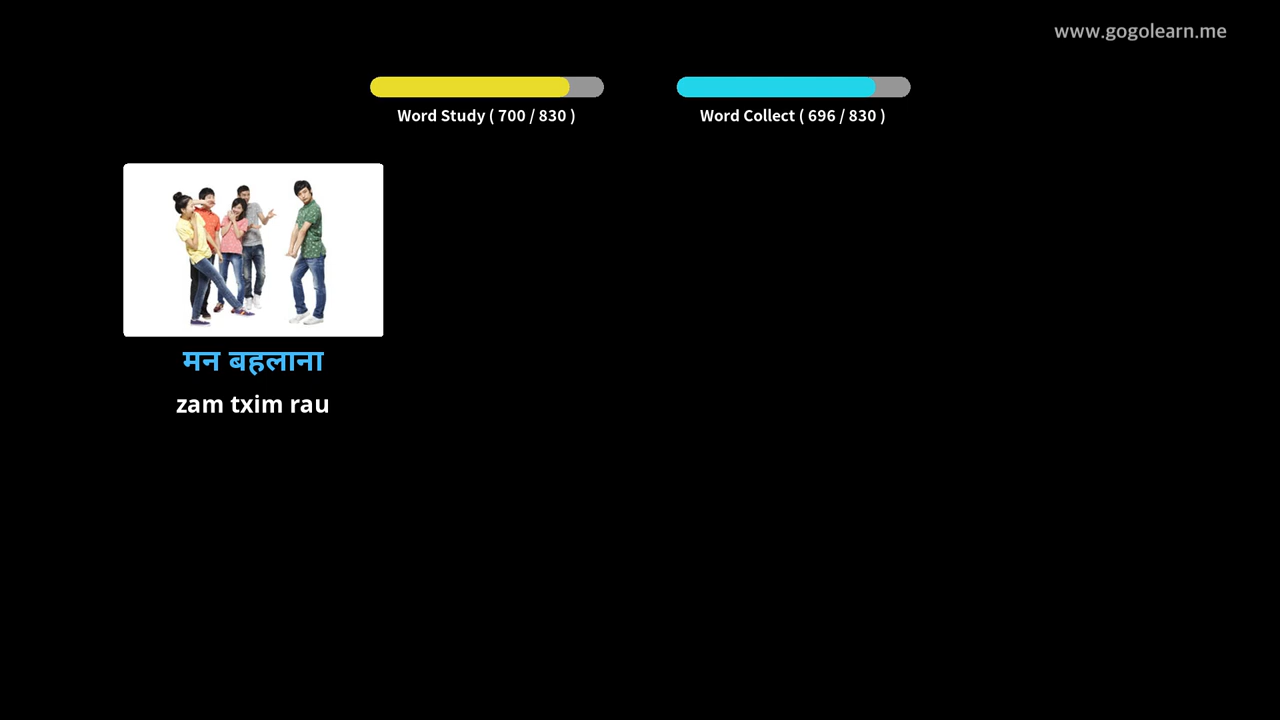 www.gogolearn.me
Word Study ( 700 / 830 )
Word Collect ( 696 / 830 )
मन बहलाना
zam txim rau